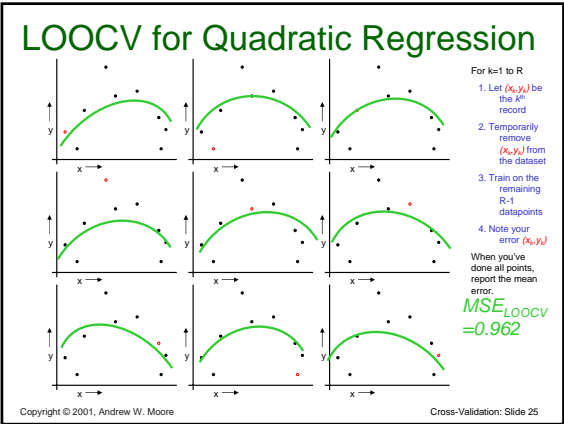 LOOCV for Quadratic Regression
y
x
y
x
y
x
y
x
y
x
y
x
y
x
y
x
y
x
For k=1 to R
1. Let (xk,yk) be
the kth
record
2. Temporarily
remove
(xk,yk) from
the dataset
3. Train on the
remaining
R-1
datapoints
4. Note your
error (xk,yk)
When you've
done all points,
report the mean
error.
MSELOOCV
=0.962
Copyright © 2001, Andrew W. Moore
Cross-Validation: Slide 25